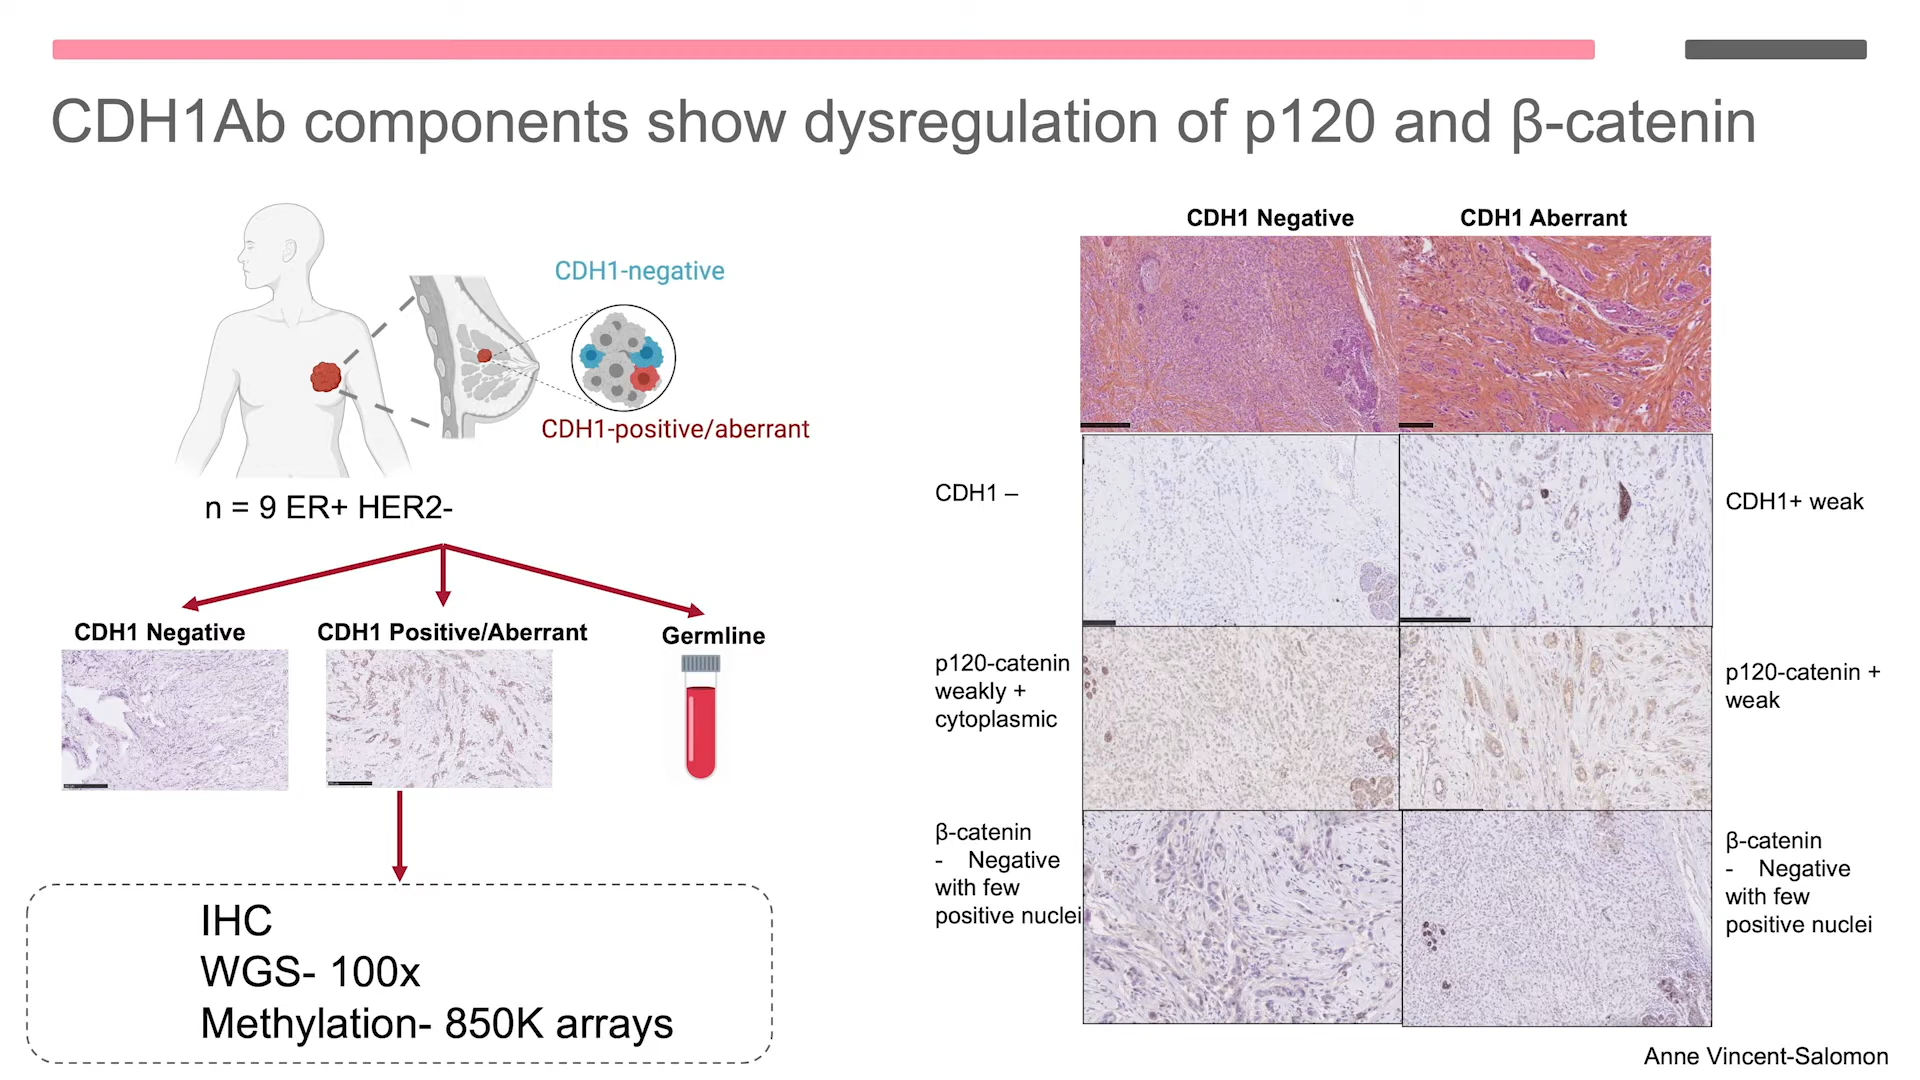 CDH1Ab components show dysregulation of p120 and β-catenin
CDH1-negative
CDH1-positive/aberrant
n = 9 ER+ HER2-
CDH1 Negative
CDH1 Positive/Aberrant
Germline
IHC
WGS- 100x
Methylation- 850K arrays
CDH1 Negative
CDH1 Aberrant
CDH1 –
CDH1+ weak
p120-catenin
weakly +
cytoplasmic
p120-catenin +
weak
β-catenin
- Negative
with few
positive nuclei
β-catenin
- Negative
with few
positive nuclei
Anne Vincent-Salomon